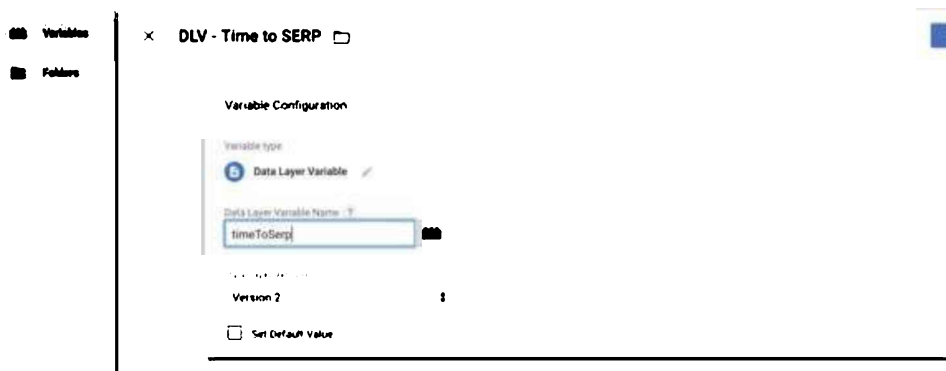 Variables
DLV - Time to SERP
Folders
Variable Configuration
Variable type
Data Layer Variable
Data Layer Variable Name ?
timeToSerp
Version 2
Set Default Value